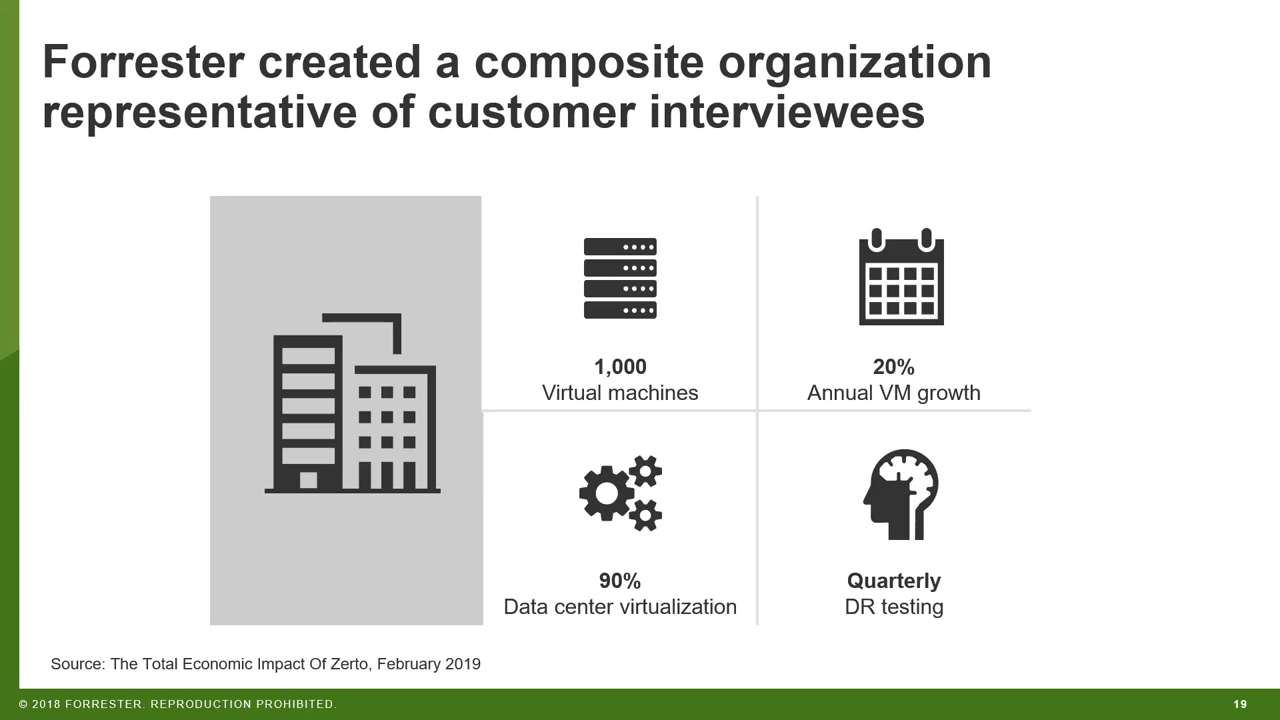 Forrester created a composite organization
representative of customer interviewees
1,000
Virtual machines
20%
Annual VM growth
90%
Data center virtualization
Quarterly
DR testing
Source: The Total Economic Impact Of Zerto, February 2019
© 2018 FORRESTER. REPRODUCTION PROHIBITED.
19